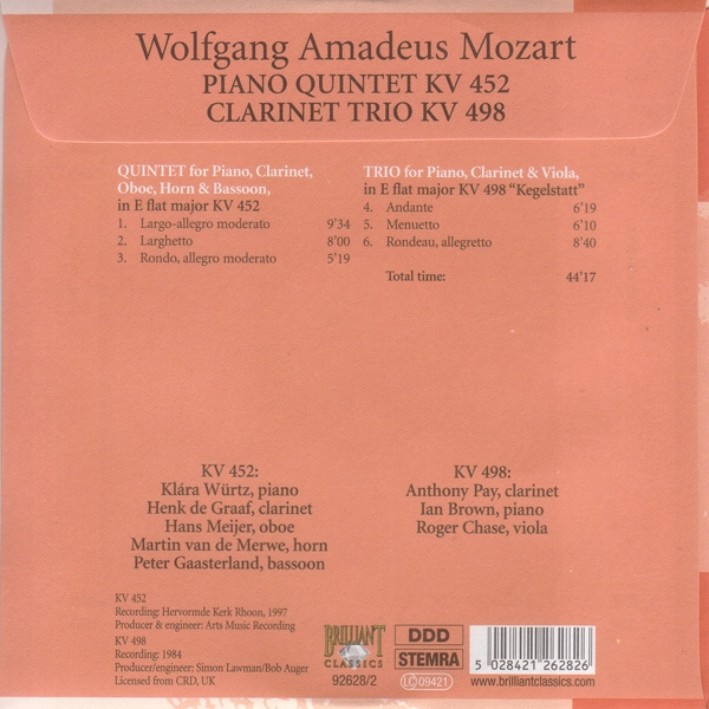 Wolfgang Amadeus Mozart
PIANO QUINTET KV 452
CLARINET TRIO KV 498
QUINTET for Piano, Clarinet,
Oboe, Horn & Bassoon,
in E flat major KV 452
1. Largo-allegro moderato 9'34
2. Larghetto 8'00
3. Rondo, allegro moderato 5'19
TRIO for Piano, Clarinet & Viola,
in E flat major KV 498 “Kegelstatt”
4. Andante 6'19
5. Menuetto 6'10
6. Rondeau, allegretto 8'40
Total time: 44'17
KV 452:
Klára Würtz, piano
Henk de Graaf, clarinet
Hans Meijer, oboe
Martin van de Merwe, horn
Peter Gaasterland, bassoon
KV 498:
Anthony Pay, clarinet
Ian Brown, piano
Roger Chase, viola
KV 452
Recording: Hervormde Kerk Rhoon, 1997
Producer & engineer: Arts Music Recording
KV 498
Recording: 1984
Producer/engineer: Simon Lawman/Bob Auger
Licensed from CRD, UK
BRILLIANT
CLASSICS
92628/2
DDD
STEMRA
LC 09421
5 028421 262826
www.brilliantclassics.com